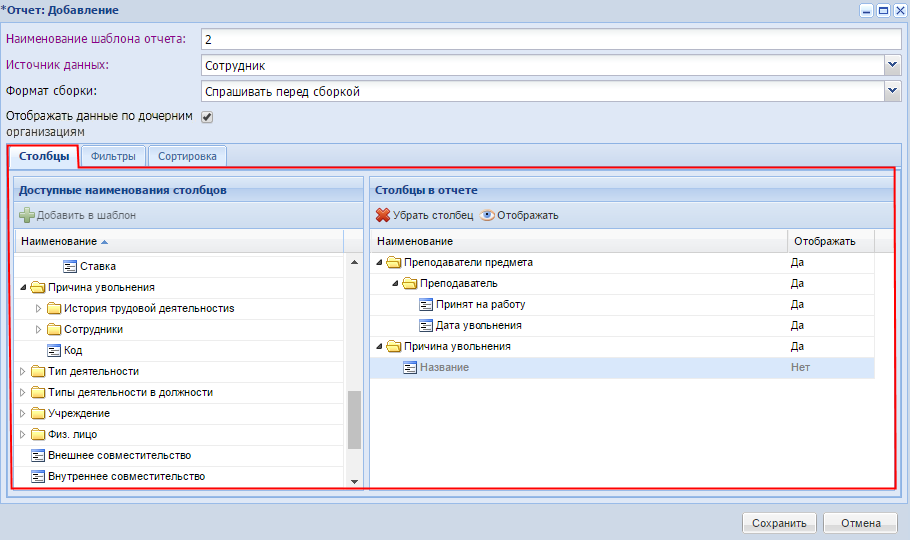 *Отчет: Добавление
Наименование шаблона отчета: 2
Источник данных: Сотрудник
Формат сборки: Спрашивать перед сборкой
Отображать данные по дочерним
организациям
Столбцы Фильтры Сортировка
Доступные наименования столбцов
Добавить в шаблон
Наименование
Ставка
Причина увольнения
История трудовой деятельностиs
Сотрудники
Код
Тип деятельности
Типы деятельности в должности
Учреждение
Физ. лицо
Внешнее совместительство
Внутреннее совместительство
Столбцы в отчете
Убрать столбец Отображать
Наименование Отображать
Преподаватели предмета Да
Преподаватель Да
Принят на работу Да
Дата увольнения Да
Причина увольнения Да
Название Нет
Сохранить Отмена